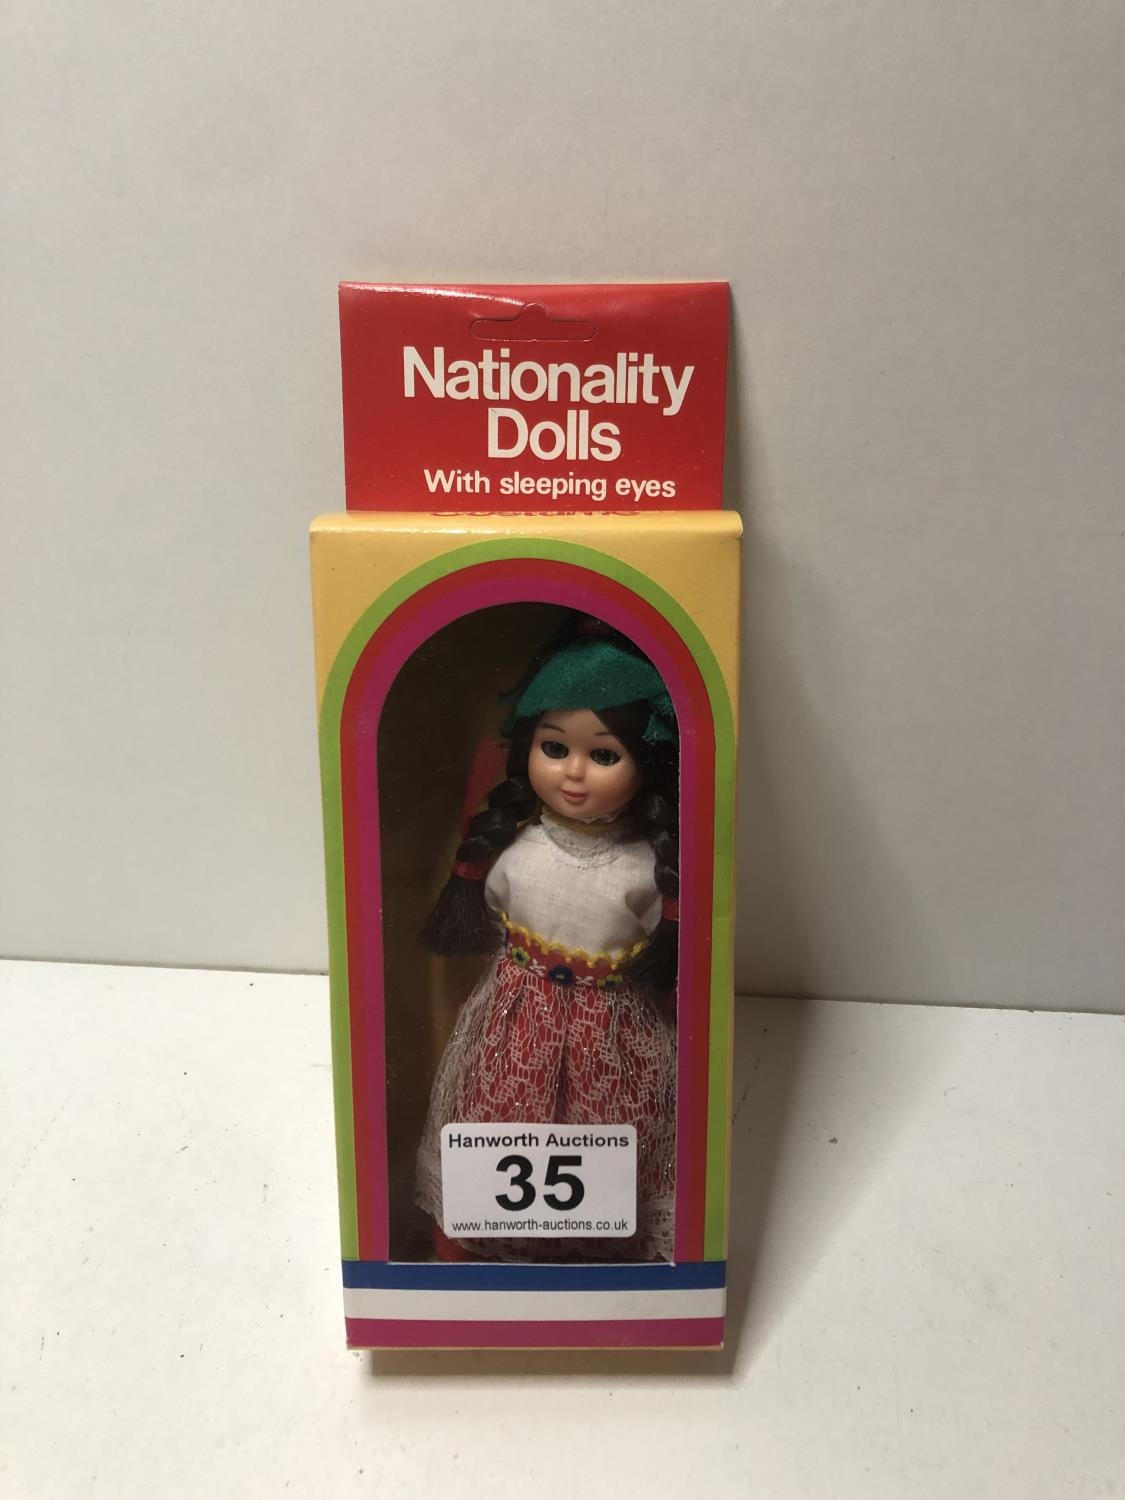 Nationality
Dolls
With sleeping eyes
Hanworth Auctions
35
www.hanworth-auctions.co.uk